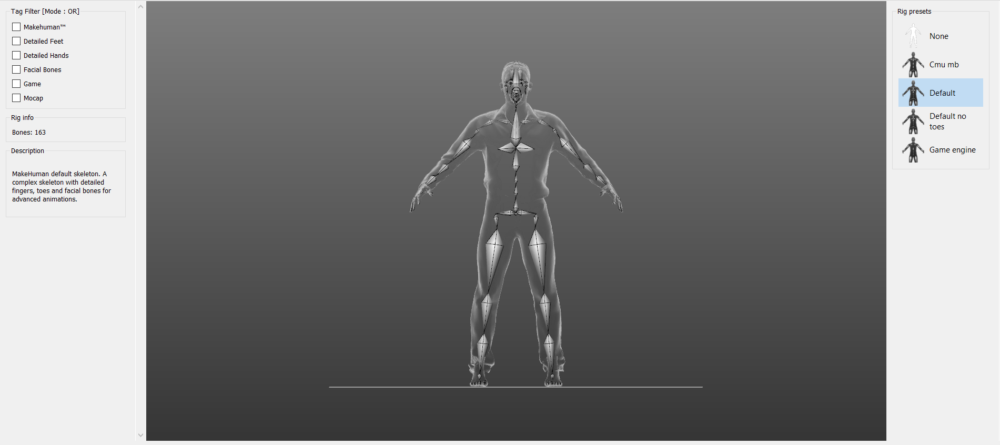 Tag Filter [Mode : OR]
Makehuman™
Detailed Feet
Detailed Hands
Facial Bones
Game
Mocap
Rig info
Bones: 163
Description
MakeHuman default skeleton. A
complex skeleton with detailed
fingers, toes and facial bones for
advanced animations.
Rig presets
None
Cmu mb
Default
Default no
toes
Game engine